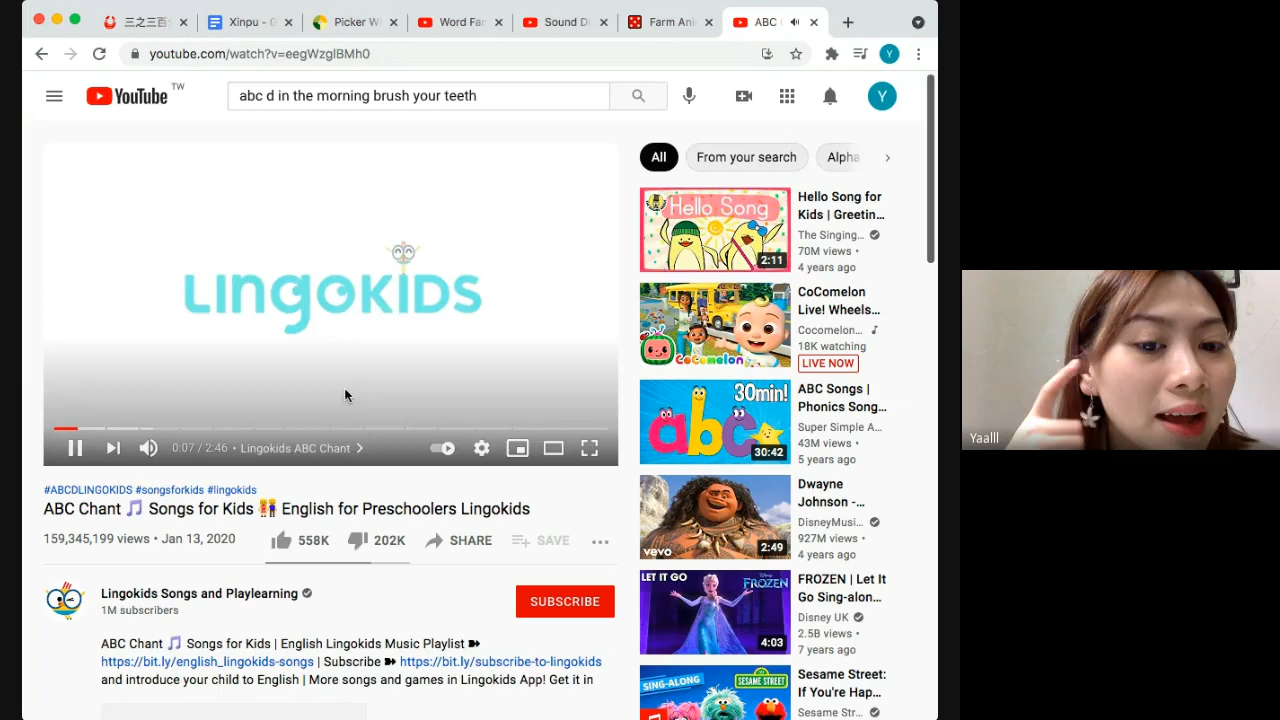 三之三百
Xinpu - G
Picker W
Word Fa
Sound D
Farm Ani
ABC
youtube.com/watch?v=eegWzglBMh0
Y
YouTube
TW
abc d in the morning brush your teeth
Y
LINGOKIDS
0:07 / 2:46 • Lingokids ABC Chant
#ABCDLINGOKIDS #songsforkids #lingokids
ABC Chant 🎵 Songs for Kids 👫 English for Preschoolers Lingokids
159,345,199 views • Jan 13, 2020
558K
202K
SHARE
SAVE
Lingokids Songs and Playlearning
1M subscribers
SUBSCRIBE
ABC Chant 🎵 Songs for Kids | English Lingokids Music Playlist ➽
https://bit.ly/english_lingokids-songs | Subscribe ➽ https://bit.ly/subscribe-to-lingokids
and introduce your child to English | More songs and games in Lingokids App! Get it in
All
From your search
Alpha
Hello Song
2:11
Hello Song for
Kids | Greetin...
The Singing...
70M views •
4 years ago
COCOMELON
CoComelon
Live! Wheels...
Cocomelon...
18K watching
LIVE NOW
30min!
abc
30:42
ABC Songs |
Phonics Song...
Super Simple A...
43M views •
5 years ago
vevo
2:49
Dwayne
Johnson -...
DisneyMusi...
927M views •
4 years ago
LET IT GO
FROZEN
4:03
FROZEN | Let It
Go Sing-alon...
Disney UK
2.5B views •
7 years ago
SING-ALONG
SESAME STREET
Sesame Street:
If You're Hap...
Sesame Str...
Yaalll